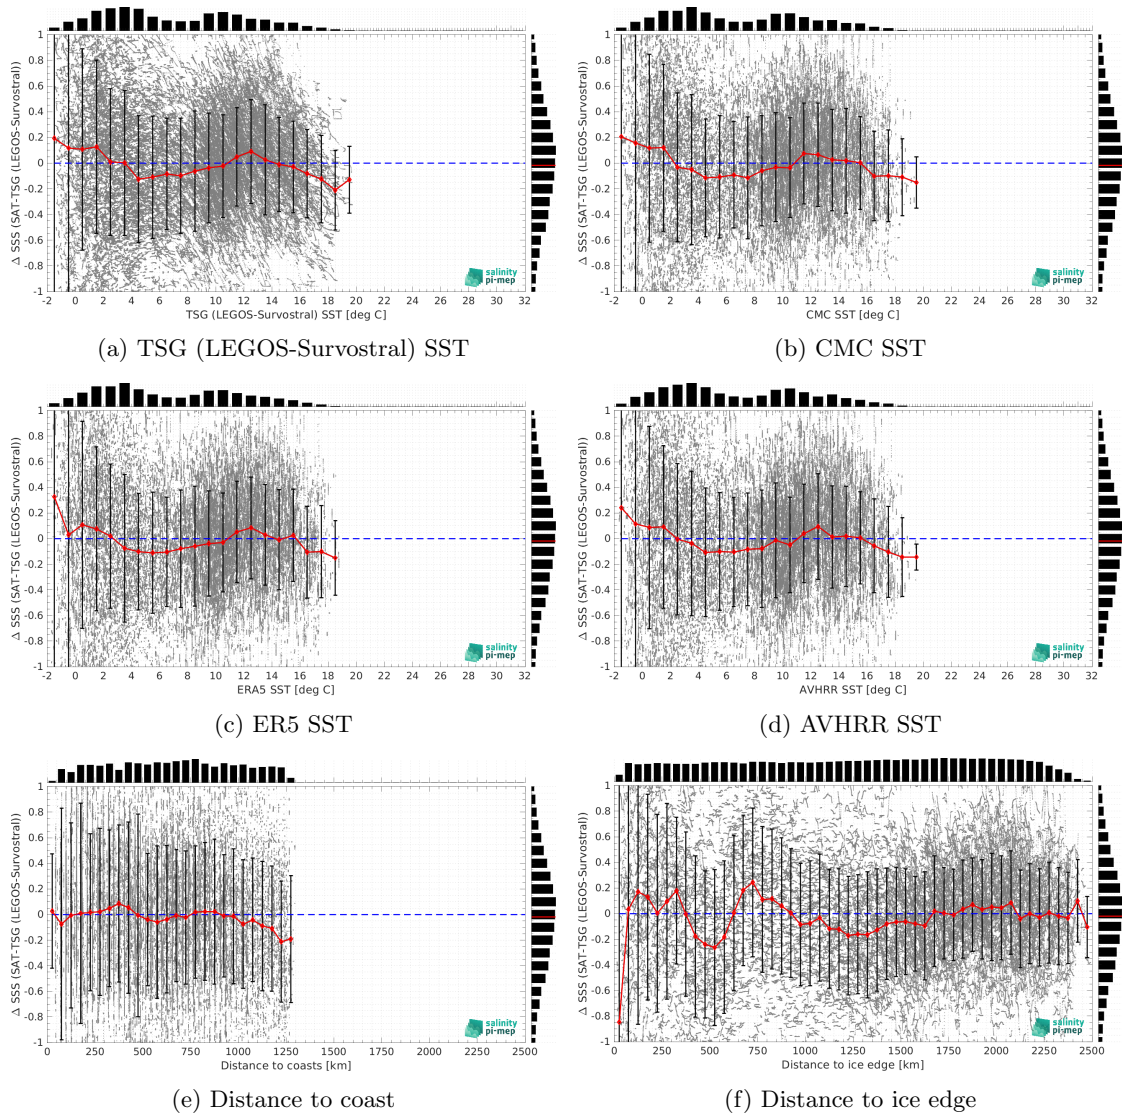 1
0.8
0.6
0.4
0.2
0
-0.2
-0.4
-0.6
-0.8
-1
Δ SSS (SAT-TSG (LEGOS-Survostral))
salinity
pi-mep
-2 0 2 4 6 8 10 12 14 16 18 20 22 24 26 28 30 32
TSG (LEGOS-Survostral) SST [deg C]
(a) TSG (LEGOS-Survostral) SST
1
0.8
0.6
0.4
0.2
0
-0.2
-0.4
-0.6
-0.8
-1
Δ SSS (SAT-TSG (LEGOS-Survostral))
salinity
pi-mep
-2 0 2 4 6 8 10 12 14 16 18 20 22 24 26 28 30 32
CMC SST [deg C]
(b) CMC SST
1
0.8
0.6
0.4
0.2
0
-0.2
-0.4
-0.6
-0.8
-1
Δ SSS (SAT-TSG (LEGOS-Survostral))
salinity
pi-mep
-2 0 2 4 6 8 10 12 14 16 18 20 22 24 26 28 30 32
ERA5 SST [deg C]
(c) ER5 SST
1
0.8
0.6
0.4
0.2
0
-0.2
-0.4
-0.6
-0.8
-1
Δ SSS (SAT-TSG (LEGOS-Survostral))
salinity
pi-mep
-2 0 2 4 6 8 10 12 14 16 18 20 22 24 26 28 30 32
AVHRR SST [deg C]
(d) AVHRR SST
1
0.8
0.6
0.4
0.2
0
-0.2
-0.4
-0.6
-0.8
-1
Δ SSS (SAT-TSG (LEGOS-Survostral))
salinity
pi-mep
0 250 500 750 1000 1250 1500 1750 2000 2250 2500
Distance to coasts [km]
(e) Distance to coast
1
0.8
0.6
0.4
0.2
0
-0.2
-0.4
-0.6
-0.8
-1
Δ SSS (SAT-TSG (LEGOS-Survostral))
salinity
pi-mep
0 250 500 750 1000 1250 1500 1750 2000 2250 2500
Distance to ice edge [km]
(f) Distance to ice edge